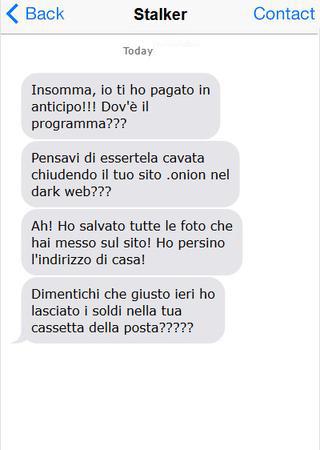 Back
Stalker
Contact
Today
Insomma, io ti ho pagato in
anticipo!!! Dov'è il
programma???
Pensavi di essertela cavata
chiudendo il tuo sito .onion nel
dark web???
Ah! Ho salvato tutte le foto che
hai messo sul sito! Ho persino
l'indirizzo di casa!
Dimentichi che giusto ieri ho
lasciato i soldi nella tua
cassetta della posta?????